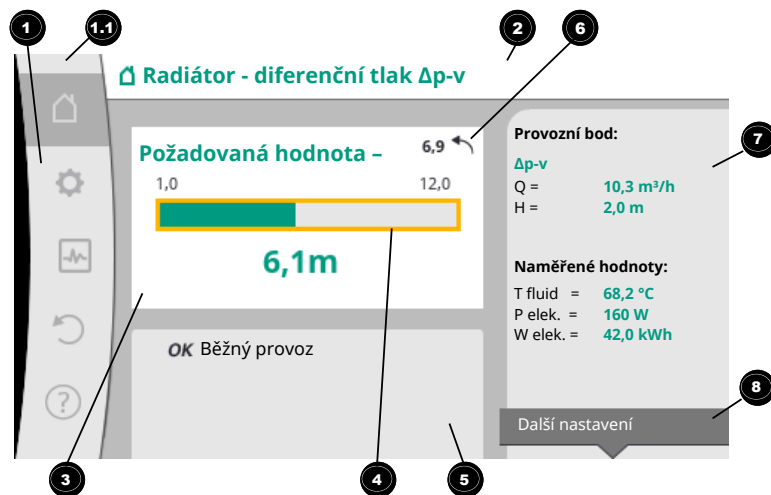 1
1.1
2
6
Radiátor - diferenční tlak Δp-v
Požadovaná hodnota –
6,9
1,0
12,0
6,1m
OK Běžný provoz
Provozní bod:
7
Δp-v
Q = 10,3 m³/h
H = 2,0 m
Naměřené hodnoty:
T fluid = 68,2 °C
P elek. = 160 W
W elek. = 42,0 kWh
8
Další nastavení
3
4
5